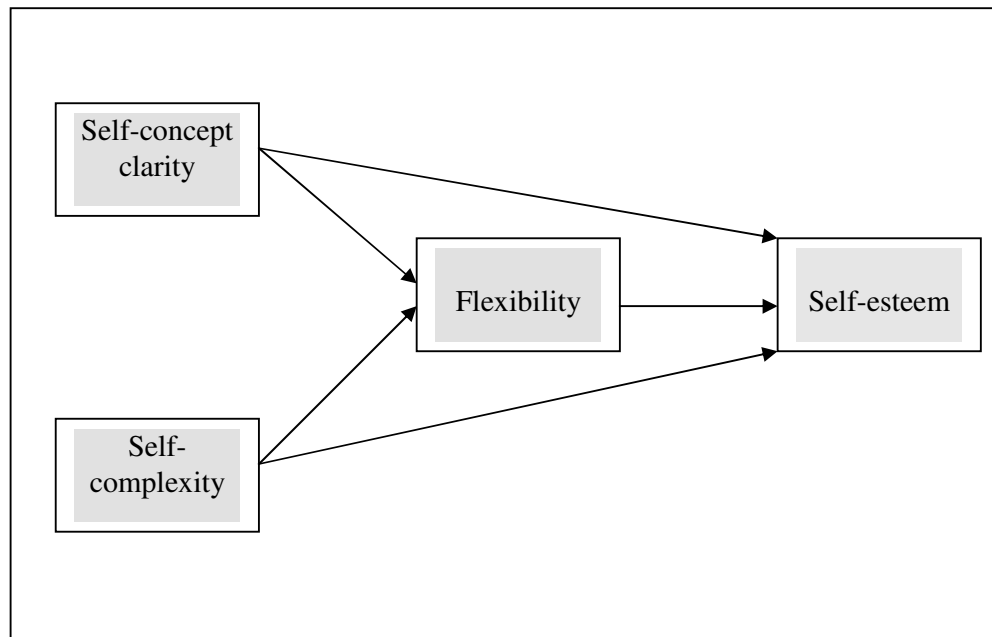 Self-concept
clarity
Flexibility
Self-esteem
Self-
complexity